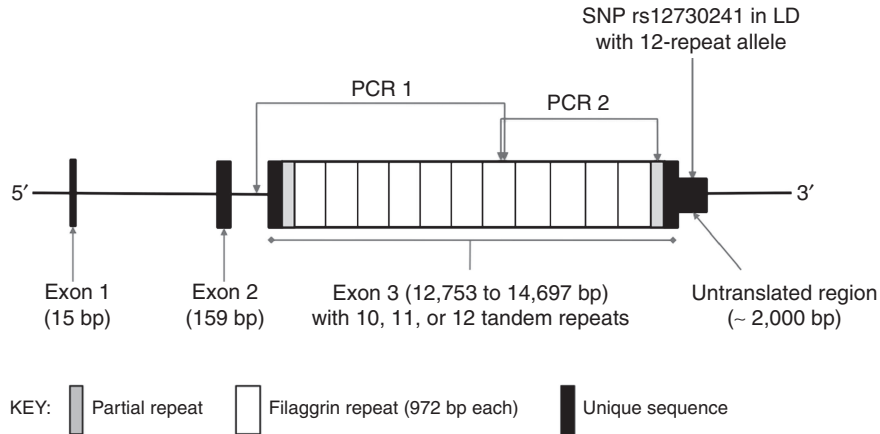 SNP rs12730241 in LD
with 12-repeat allele
PCR 1
PCR 2
5′
3′
Exon 1
(15 bp)
Exon 2
(159 bp)
Exon 3 (12,753 to 14,697 bp)
with 10, 11, or 12 tandem repeats
Untranslated region
(~ 2,000 bp)
KEY:
Partial repeat
Filaggrin repeat (972 bp each)
Unique sequence